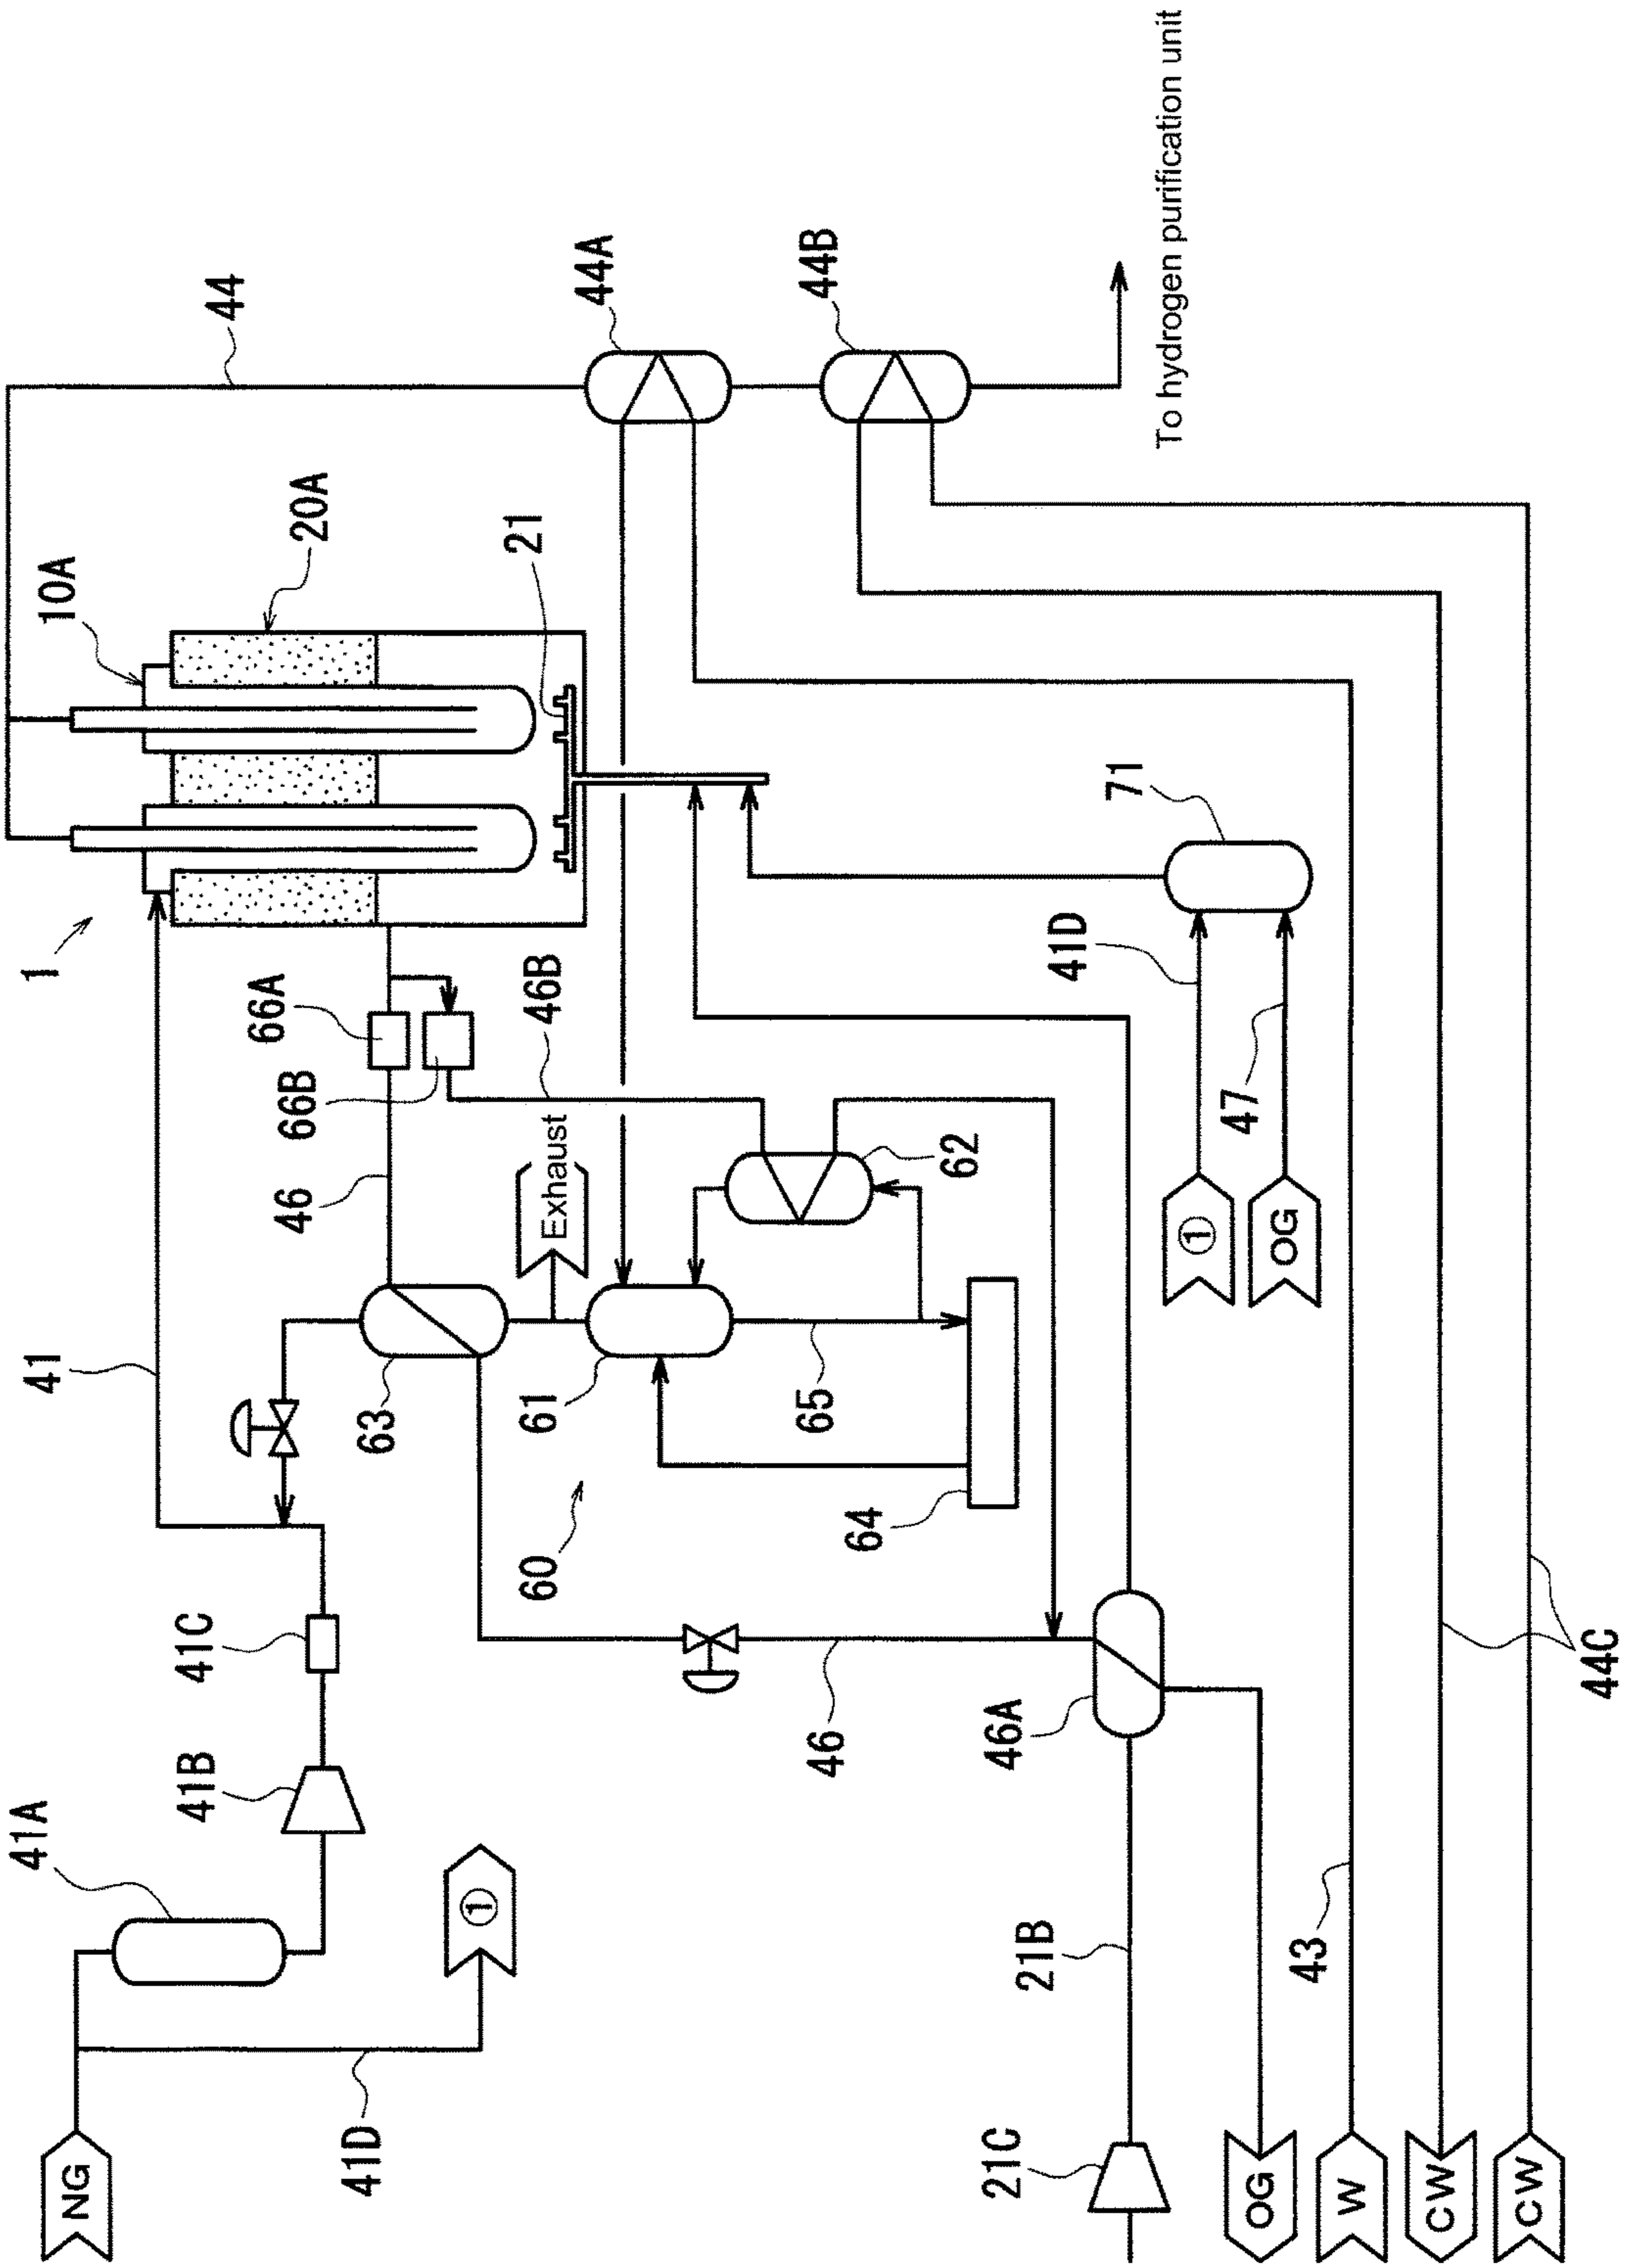 NG
41A
41D
①
41B
41C
41
1
10A
20A
44
21
44A
44B
To hydrogen purification unit
66A
66B
46
46B
Exhaust
63
61
62
65
60
64
46
46A
71
41D
47
①
OG
21B
21C
43
44C
OG
W
CW
CW